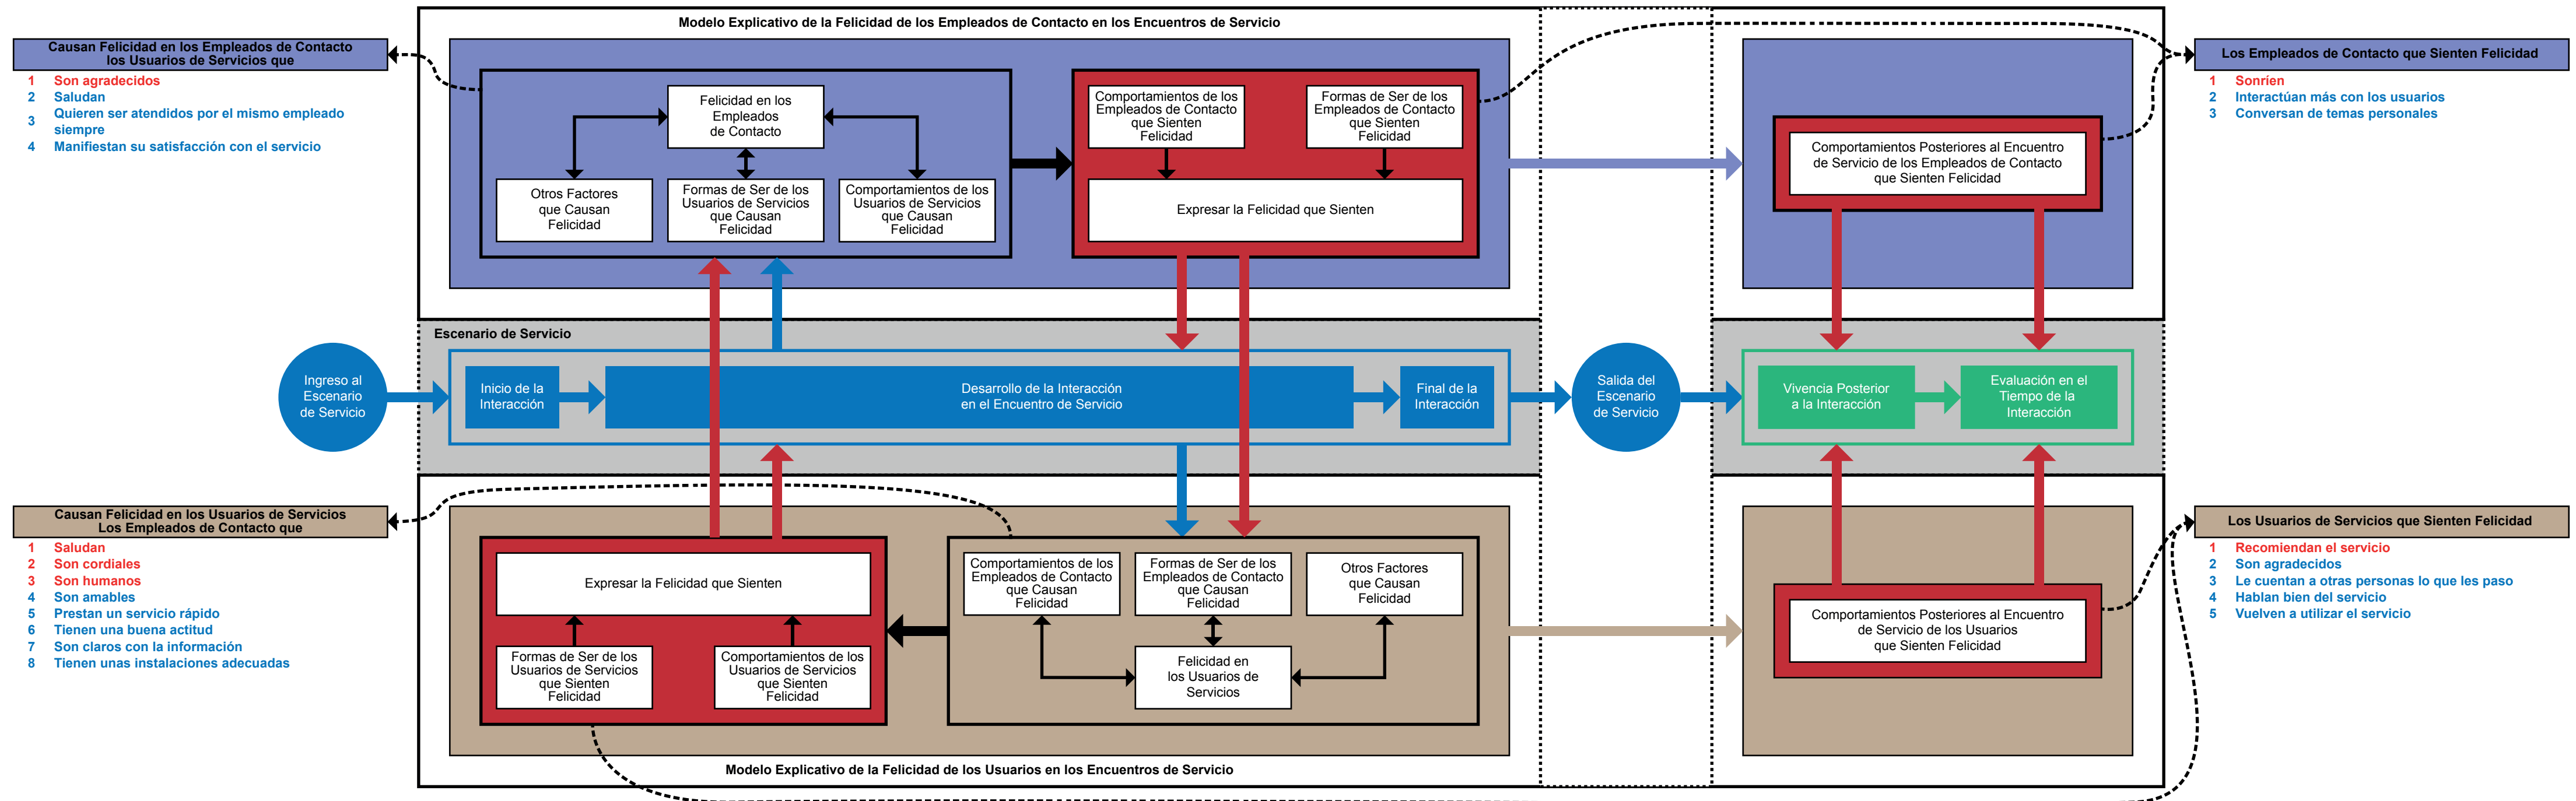 Modelo Explicativo de la Felicidad de los Empleados de Contacto en los Encuentros de Servicio
Causan Felicidad en los Empleados de Contacto
los Usuarios de Servicios que
1 Son agradecidos
2 Saludan
3 Quieren ser atendidos por el mismo empleado
siempre
4 Manifiestan su satisfacción con el servicio
Felicidad en los
Empleados
de Contacto
Otros Factores
que Causan
Felicidad
Formas de Ser de los
Usuarios de Servicios
que Causan
Felicidad
Comportamientos de los
Usuarios de Servicios
que Causan
Felicidad
Comportamientos de los
Empleados de Contacto
que Sienten
Felicidad
Formas de Ser de los
Empleados de Contacto
que Sienten
Felicidad
Expresar la Felicidad que Sienten
Comportamientos Posteriores al Encuentro
de Servicio de los Empleados de Contacto
que Sienten Felicidad
Los Empleados de Contacto que Sienten Felicidad
1 Sonríen
2 Interactúan más con los usuarios
3 Conversan de temas personales
Escenario de Servicio
Ingreso al
Escenario
de Servicio
Inicio de la
Interacción
Desarrollo de la Interacción
en el Encuentro de Servicio
Final de la
Interacción
Salida del
Escenario
de Servicio
Vivencia Posterior
a la Interacción
Evaluación en el
Tiempo de la
Interacción
Causan Felicidad en los Usuarios de Servicios
Los Empleados de Contacto que
1 Saludan
2 Son cordiales
3 Son humanos
4 Son amables
5 Prestan un servicio rápido
6 Tienen una buena actitud
7 Son claros con la información
8 Tienen unas instalaciones adecuadas
Expresar la Felicidad que Sienten
Formas de Ser de los
Usuarios de Servicios
que Sienten
Felicidad
Comportamientos de los
Usuarios de Servicios
que Sienten
Felicidad
Comportamientos de los
Empleados de Contacto
que Causan
Felicidad
Formas de Ser de los
Empleados de Contacto
que Causan
Felicidad
Otros Factores
que Causan
Felicidad
Felicidad en
los Usuarios de
Servicios
Comportamientos Posteriores al Encuentro
de Servicio de los Usuarios
que Sienten Felicidad
Los Usuarios de Servicios que Sienten Felicidad
1 Recomiendan el servicio
2 Son agradecidos
3 Le cuentan a otras personas lo que les paso
4 Hablan bien del servicio
5 Vuelven a utilizar el servicio
Modelo Explicativo de la Felicidad de los Usuarios en los Encuentros de Servicio